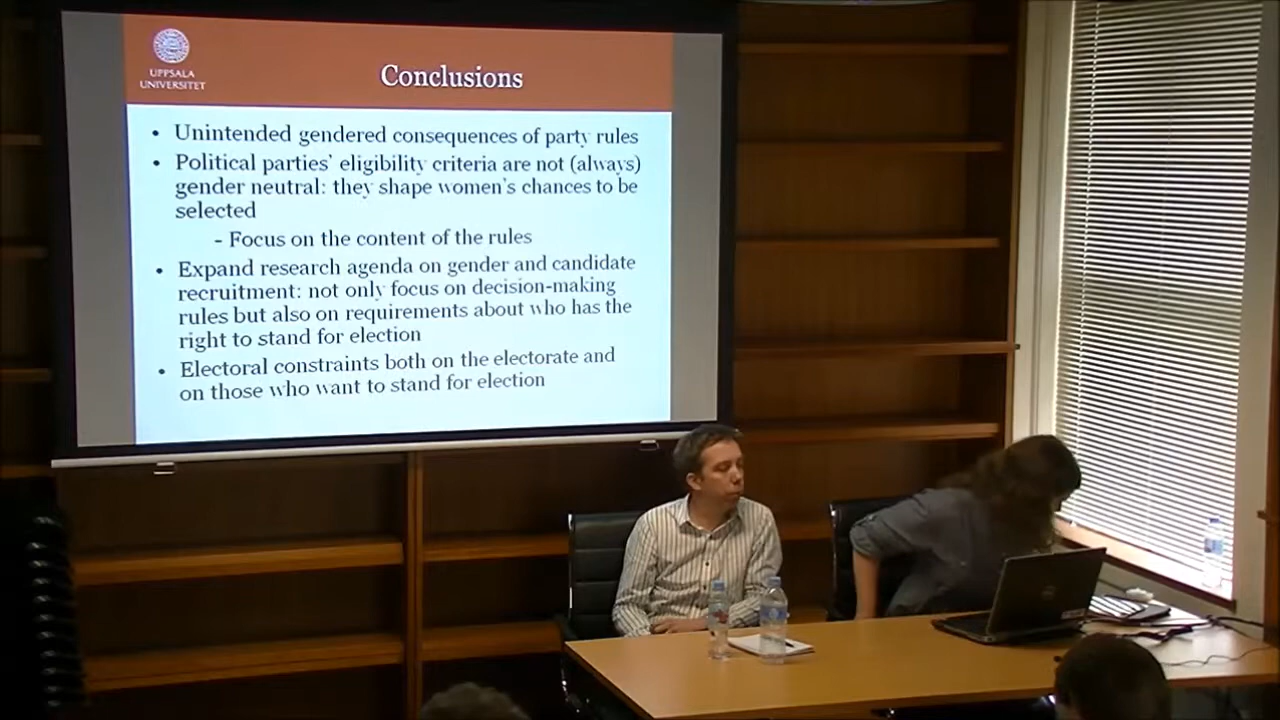 UPPSALA
UNIVERSITET
Conclusions
• Unintended gendered consequences of party rules
• Political parties' eligibility criteria are not (always)
gender neutral: they shape women's chances to be
selected
- Focus on the content of the rules
• Expand research agenda on gender and candidate
recruitment: not only focus on decision-making
rules but also on requirements about who has the
right to stand for election
• Electoral constraints both on the electorate and
on those who want to stand for election